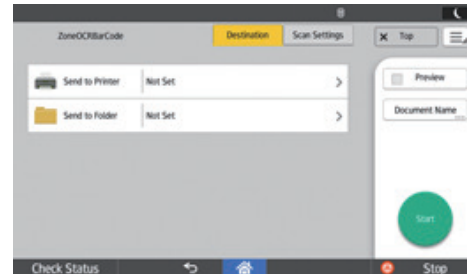 ZoneOCRBarCode
Destination
Scan Settings
Top
Send to Printer
Not Set
Send to Folder
Not Set
Preview
Document Name
Start
Check Status
Stop